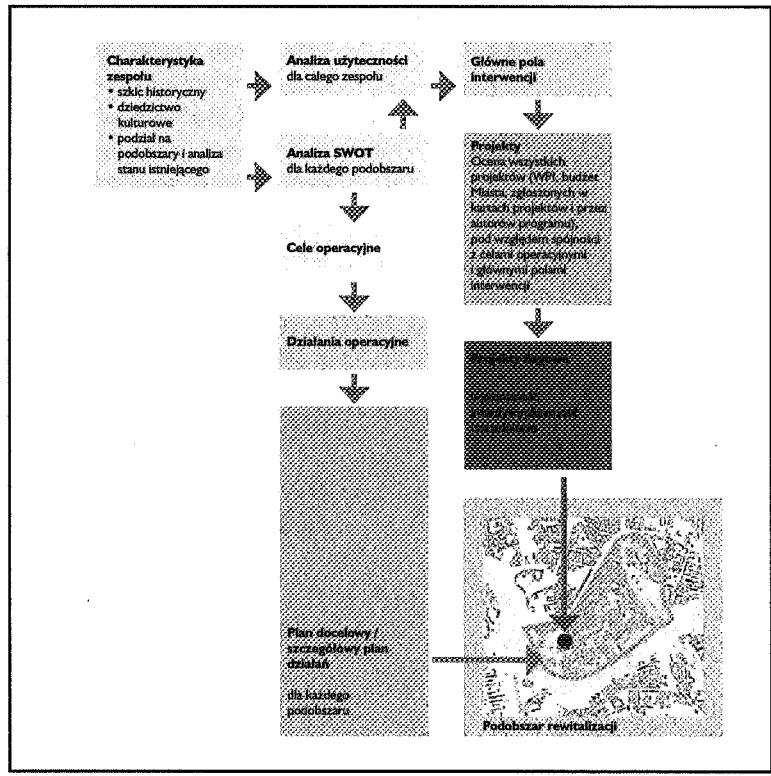 Charakterystyka
zespołu
• szkic historyczny
• dziedzictwo
kulturowe
• podział na
podobszary i analiza
stanu istniejącego
Analiza użyteczności
dla całego zespołu
Analiza SWOT
dla każdego podobszaru
Cele operacyjne
Działania operacyjne
Plan docelowy /
szczegółowy plan
działań
dla każdego
podobszaru
Główne pola
interwencji
Projekty
Ocena wszystkich
projektów (WPI, budżet
Miasta, zgłoszonych w
kartach projektów i przez
autorów programu),
pod względem spójności
z celami operacyjnymi
i głównymi polami
interwencji
Projekty
Podobszar rewitalizacji